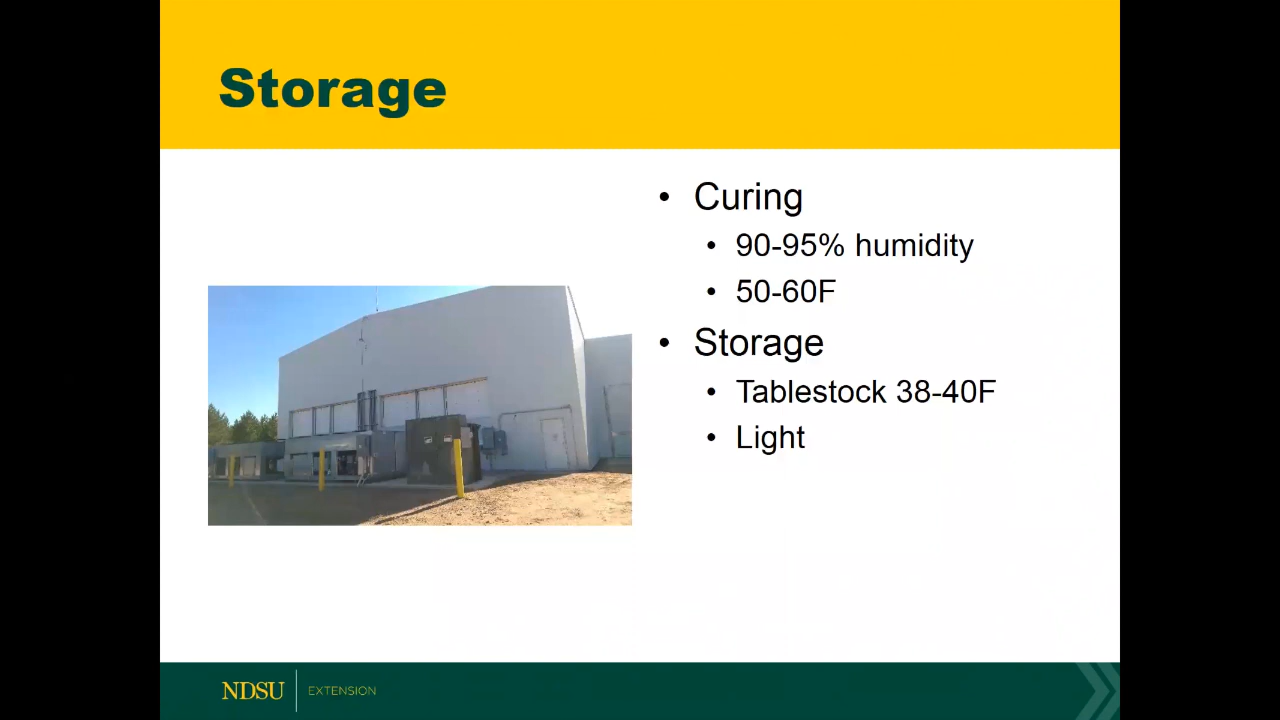 Storage
• Curing
• 90-95% humidity
• 50-60F
• Storage
• Tablestock 38-40F
• Light
NDSU EXTENSION